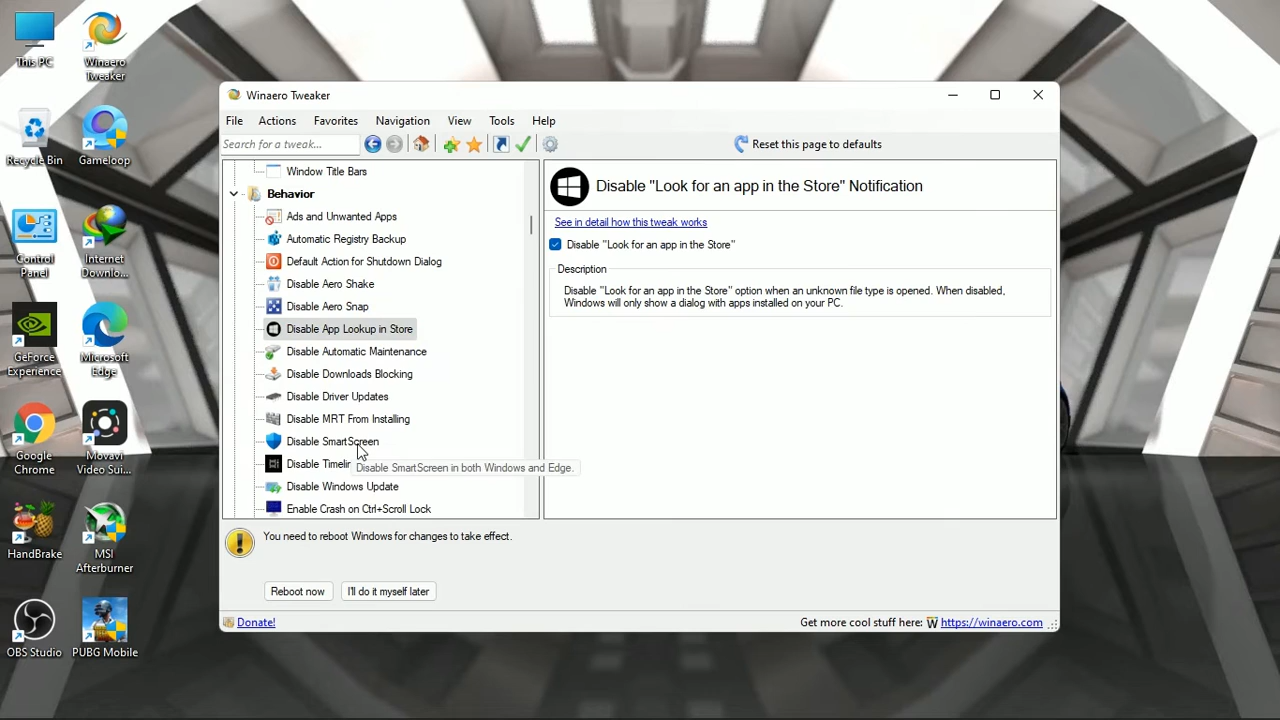 This PC
Winaero
Tweaker
Recycle Bin
Gameloop
Control
Panel
Internet
Downlo...
GeForce
Experience
Microsoft
Edge
Google
Chrome
Movavi
Video Sui...
HandBrake
MSI
Afterburner
OBS Studio
PUBG Mobile
Winaero Tweaker
File Actions Favorites Navigation View Tools Help
Search for a tweak...
Reset this page to defaults
Window Title Bars
Behavior
Ads and Unwanted Apps
Automatic Registry Backup
Default Action for Shutdown Dialog
Disable Aero Shake
Disable Aero Snap
Disable App Lookup in Store
Disable Automatic Maintenance
Disable Downloads Blocking
Disable Driver Updates
Disable MRT From Installing
Disable SmartScreen
Disable SmartScreen in both Windows and Edge.
Disable Windows Update
Enable Crash on Ctrl+Scroll Lock
Disable "Look for an app in the Store" Notification
See in detail how this tweak works
Disable "Look for an app in the Store"
Description
Disable "Look for an app in the Store" option when an unknown file type is opened. When disabled,
Windows will only show a dialog with apps installed on your PC.
You need to reboot Windows for changes to take effect.
Reboot now
I'll do it myself later
Donate!
Get more cool stuff here: W https://winaero.com